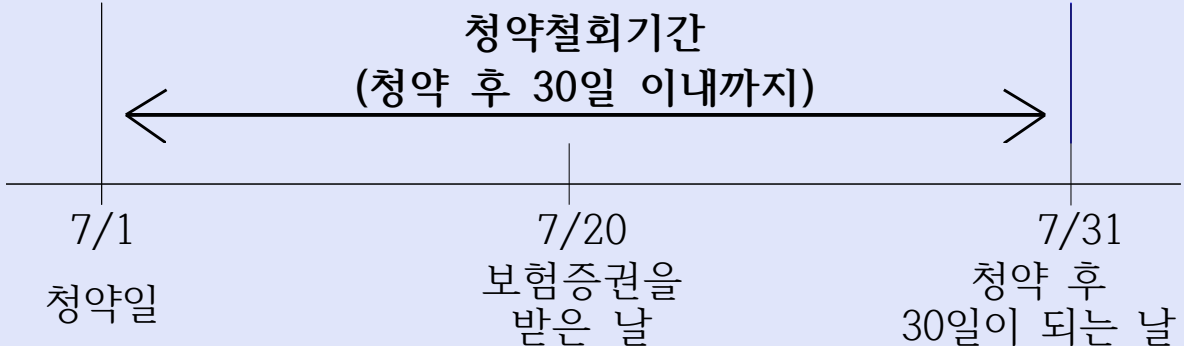 청약철회기간
(청약 후 30일 이내까지)
7/1
7/20
7/31
청약일
보험증권을
받은 날
청약 후
30일이 되는 날